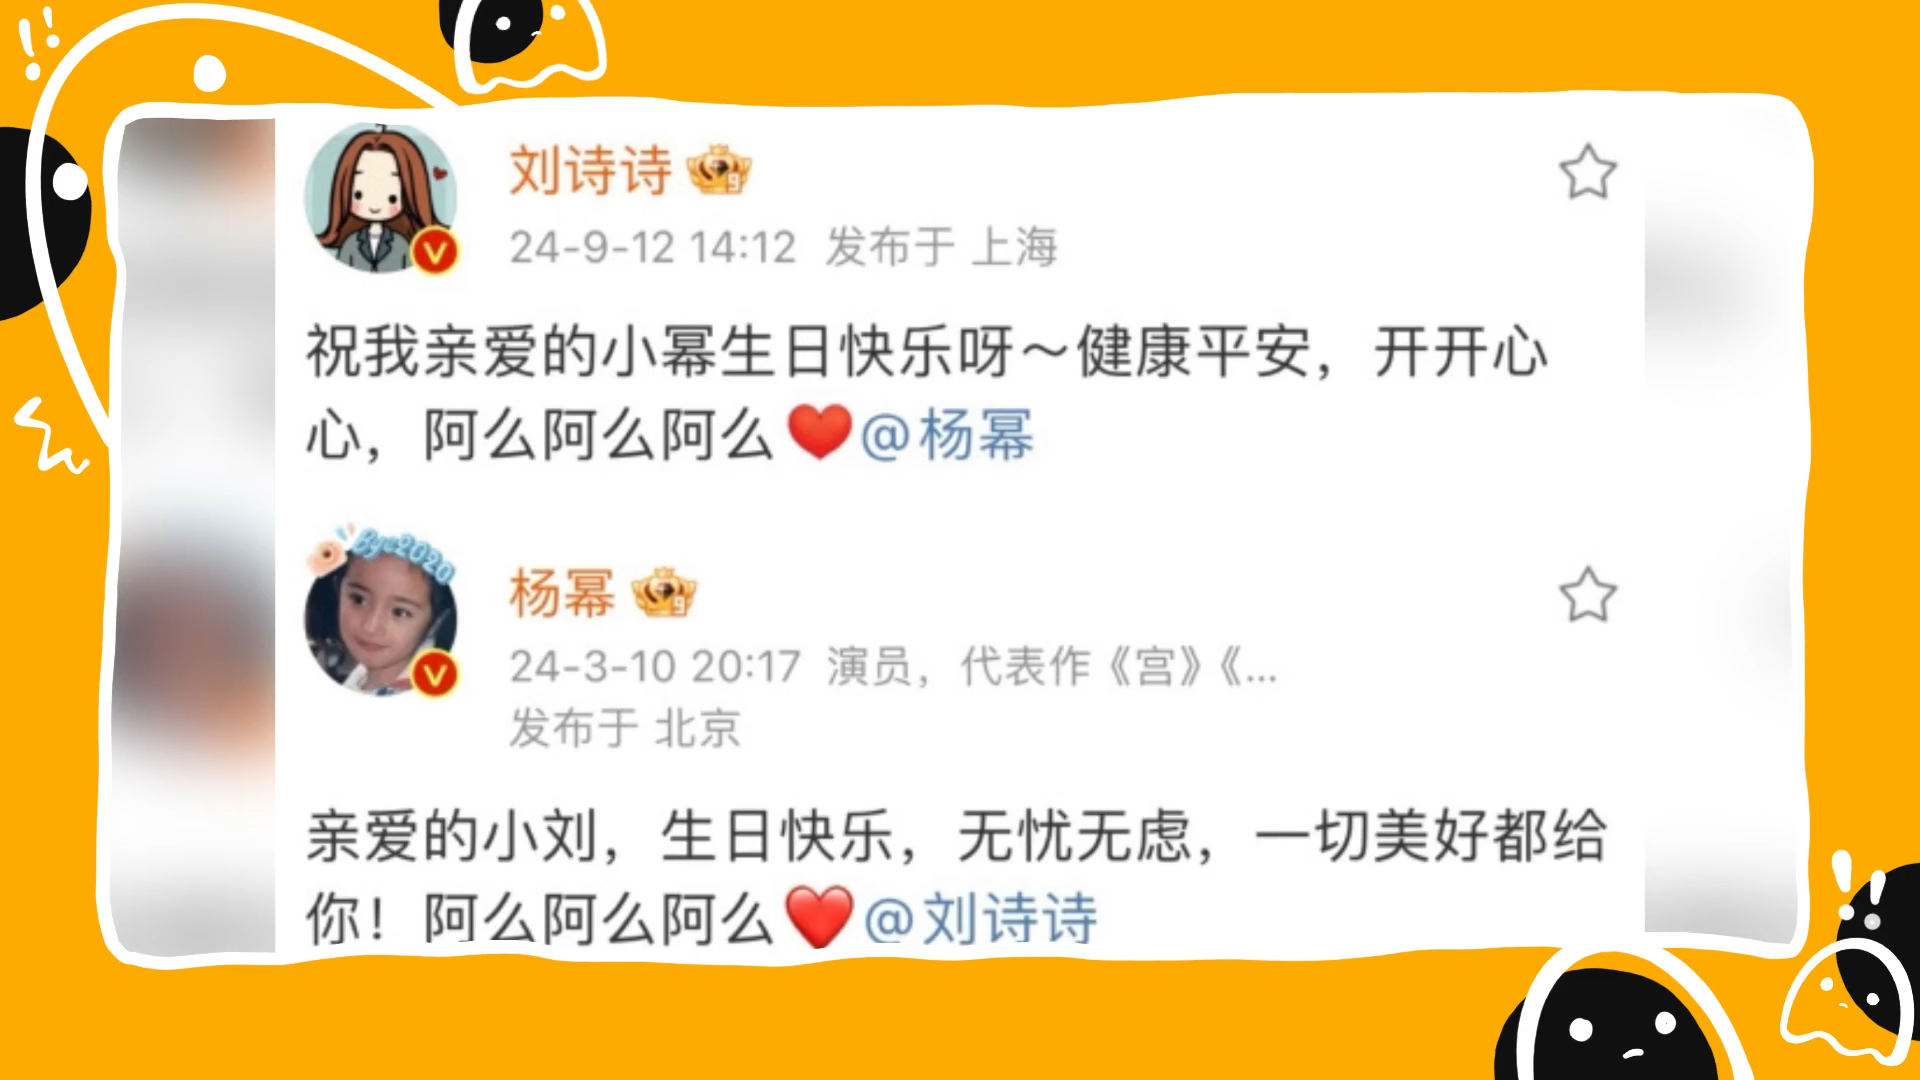 刘诗诗
24-9-12 14:12 发布于 上海
祝我亲爱的小幂生日快乐呀～健康平安，开开心
心，阿么阿么阿么❤️@杨幂
Bye2020
杨幂
24-3-10 20:17 演员，代表作《宫》《...
发布于 北京
亲爱的小刘，生日快乐，无忧无虑，一切美好都给
你！阿么阿么阿么❤️@刘诗诗